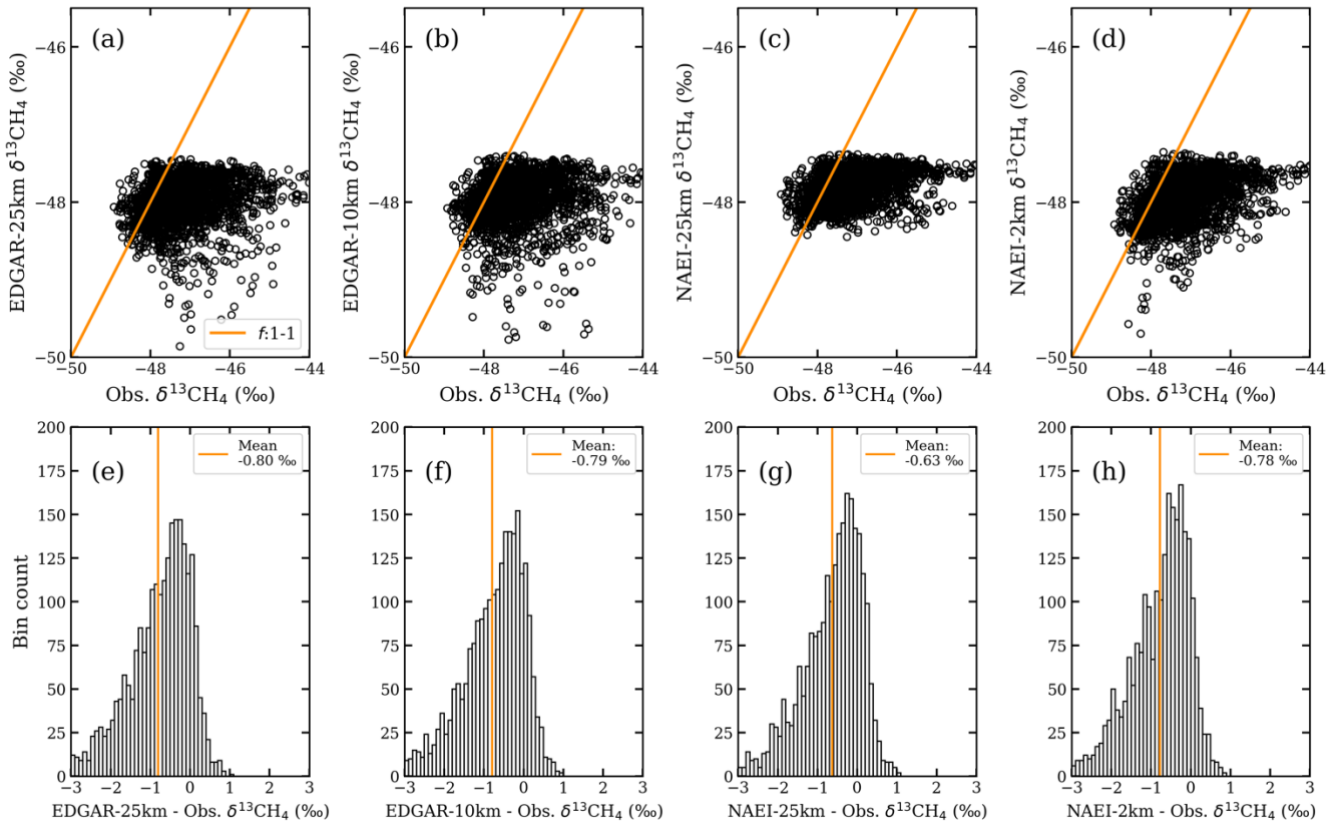 (a)
EDGAR-25km δ¹³CH₄ (‰)
−46
−48
−50
−50 −48 −46 −44
Obs. δ¹³CH₄ (‰)
f:1-1
(b)
EDGAR-10km δ¹³CH₄ (‰)
−46
−48
−50
−50 −48 −46 −44
Obs. δ¹³CH₄ (‰)
(c)
NAEI-25km δ¹³CH₄ (‰)
−46
−48
−50
−50 −48 −46 −44
Obs. δ¹³CH₄ (‰)
(d)
NAEI-2km δ¹³CH₄ (‰)
−46
−48
−50
−50 −48 −46 −44
Obs. δ¹³CH₄ (‰)
(e)
Mean
-0.80 ‰
Bin count
200
175
150
125
100
75
50
25
0
−3 −2 −1 0 1 2 3
EDGAR-25km - Obs. δ¹³CH₄ (‰)
(f)
Mean:
-0.79 ‰
200
175
150
125
100
75
50
25
0
−3 −2 −1 0 1 2 3
EDGAR-10km - Obs. δ¹³CH₄ (‰)
(g)
Mean:
-0.63 ‰
200
175
150
125
100
75
50
25
0
−3 −2 −1 0 1 2 3
NAEI-25km - Obs. δ¹³CH₄ (‰)
(h)
Mean:
-0.78 ‰
200
175
150
125
100
75
50
25
0
−3 −2 −1 0 1 2 3
NAEI-2km - Obs. δ¹³CH₄ (‰)